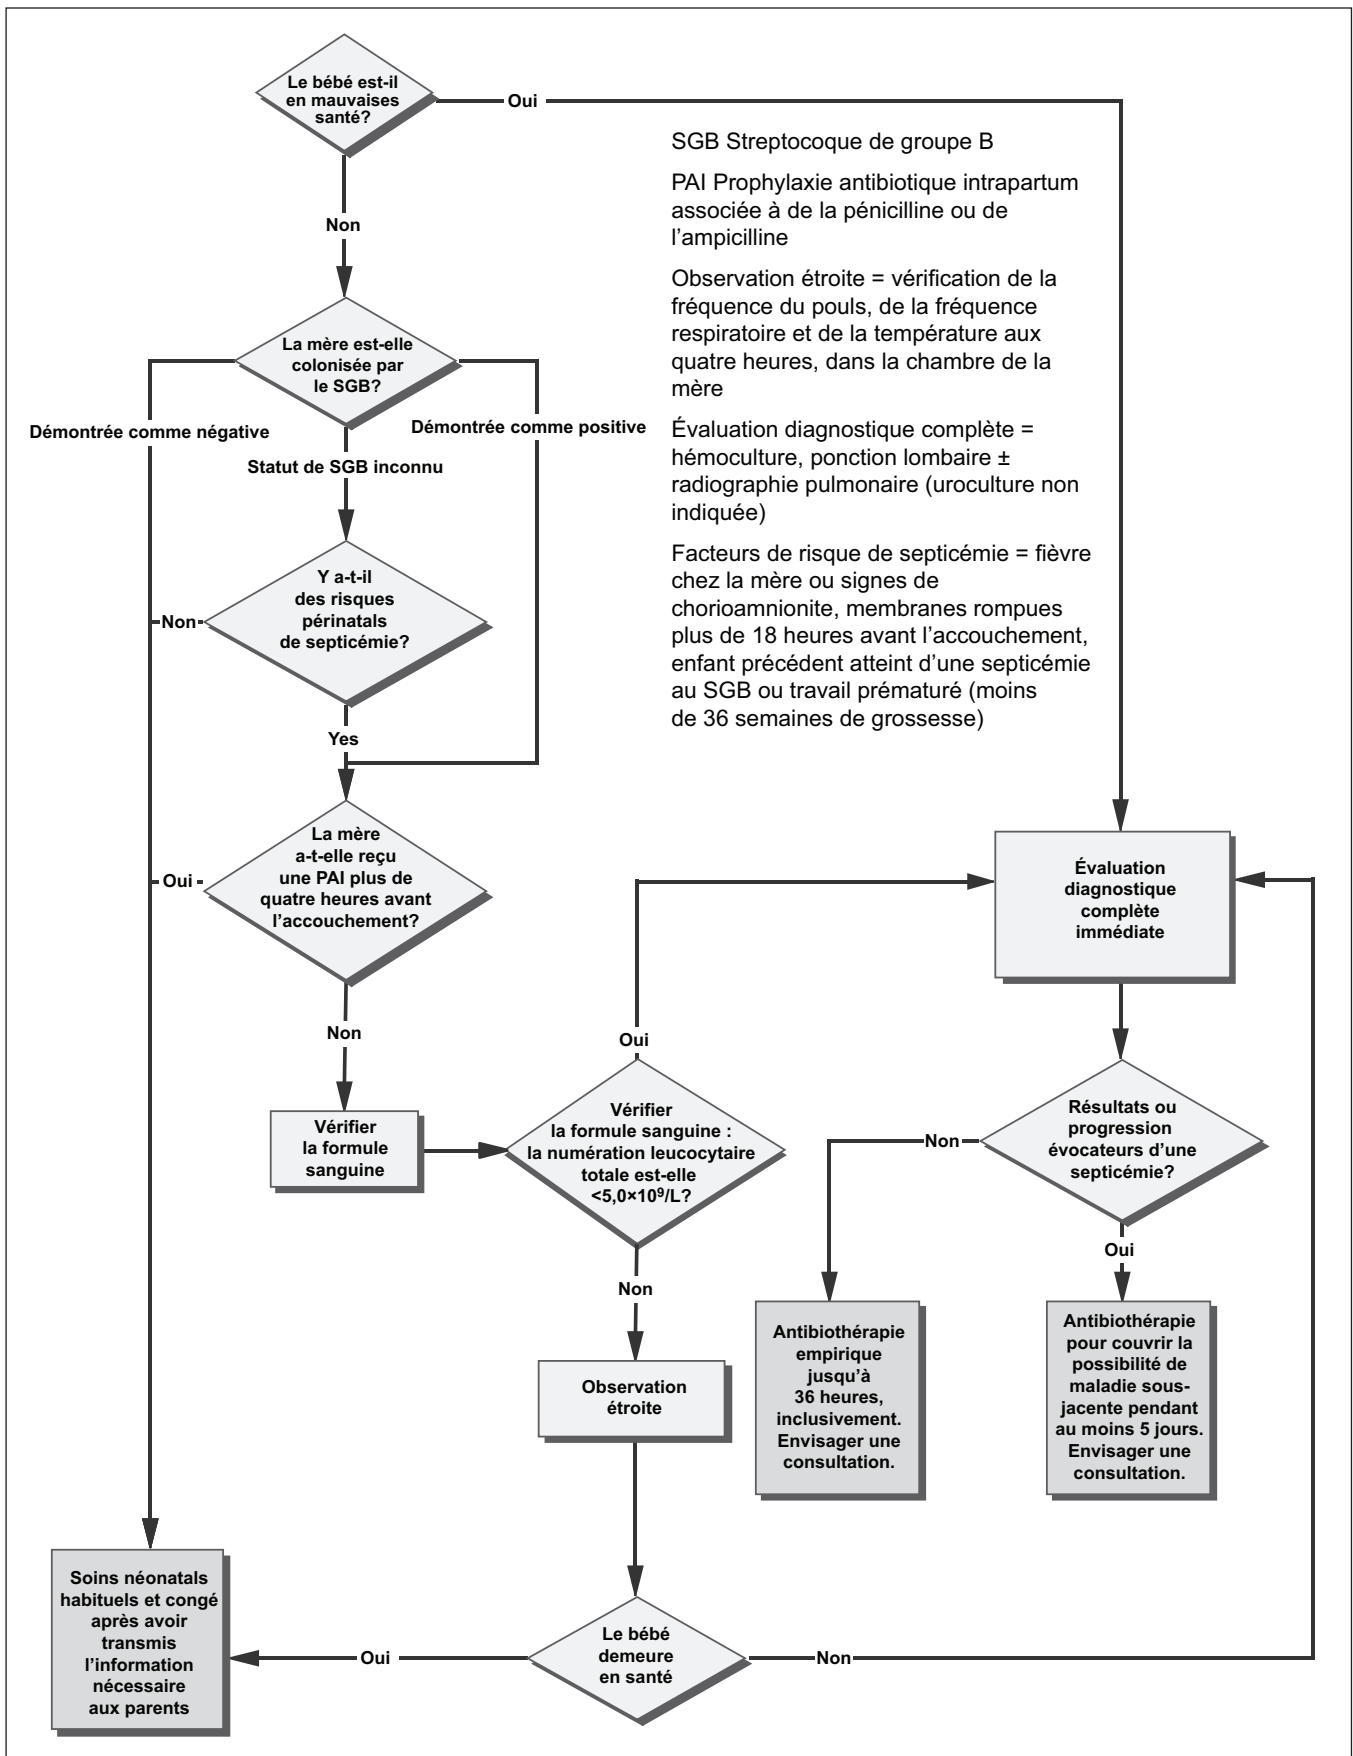 Le bébé est-il
en mauvaises
santé?
Oui
Non
SGB Streptocoque de groupe B
PAI Prophylaxie antibiotique intrapartum
associée à de la pénicilline ou de
l’ampicilline
Observation étroite = vérification de la
fréquence du pouls, de la fréquence
respiratoire et de la température aux
quatre heures, dans la chambre de la
mère
Évaluation diagnostique complète =
hémoculture, ponction lombaire ±
radiographie pulmonaire (uroculture non
indiquée)
Facteurs de risque de septicémie = fièvre
chez la mère ou signes de
chorioamnionite, membranes rompues
plus de 18 heures avant l’accouchement,
enfant précédent atteint d’une septicémie
au SGB ou travail prématuré (moins
de 36 semaines de grossesse)
La mère est-elle
colonisée par
le SGB?
Démontrée comme négative
Démontrée comme positive
Statut de SGB inconnu
Y a-t-il
des risques
périnatals
de septicémie?
Non
Yes
La mère
a-t-elle reçu
une PAI plus de
quatre heures avant
l’accouchement?
Oui
Non
Vérifier
la formule
sanguine
Vérifier
la formule sanguine :
la numération leucocytaire
totale est-elle
<5,0×10⁹/L?
Oui
Non
Observation
étroite
Le bébé
demeure
en santé
Oui
Non
Soins néonatals
habituels et congé
après avoir
transmis
l’information
nécessaire
aux parents
Évaluation
diagnostique
complète
immédiate
Résultats ou
progression
évocateurs d’une
septicémie?
Non
Oui
Antibiothérapie
empirique
jusqu’à
36 heures,
inclusivement.
Envisager une
consultation.
Antibiothérapie
pour couvrir la
possibilité de
maladie sous-
jacente pendant
au moins 5 jours.
Envisager une
consultation.